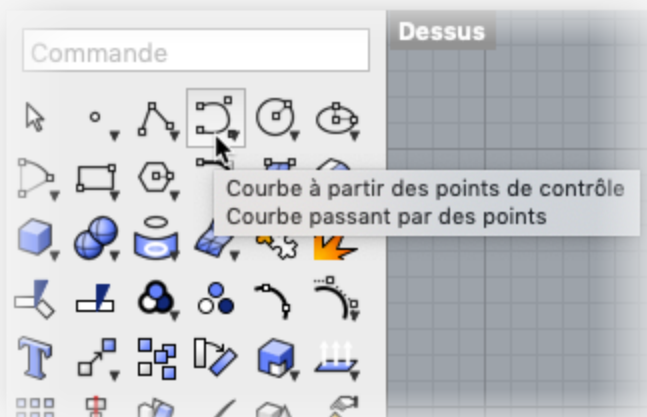 Dessus
Commande
Courbe à partir des points de contrôle
Courbe passant par des points